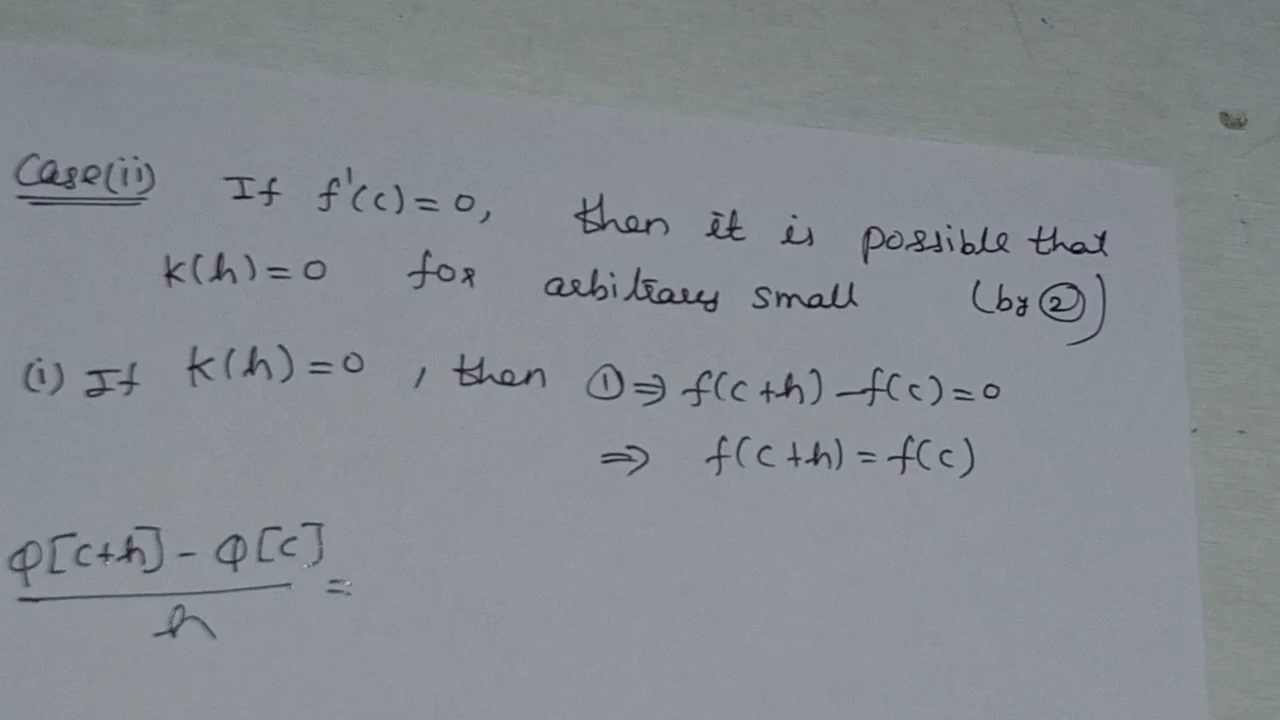 Case(ii) If f'(c)=0, then it is possible that
k(h)=0 for arbitrary small (by ②)
(i) If k(h)=0, then ①⇒ f(c+h)-f(c)=0
⇒ f(c+h)=f(c)
φ[c+h]-φ[c]
/h =